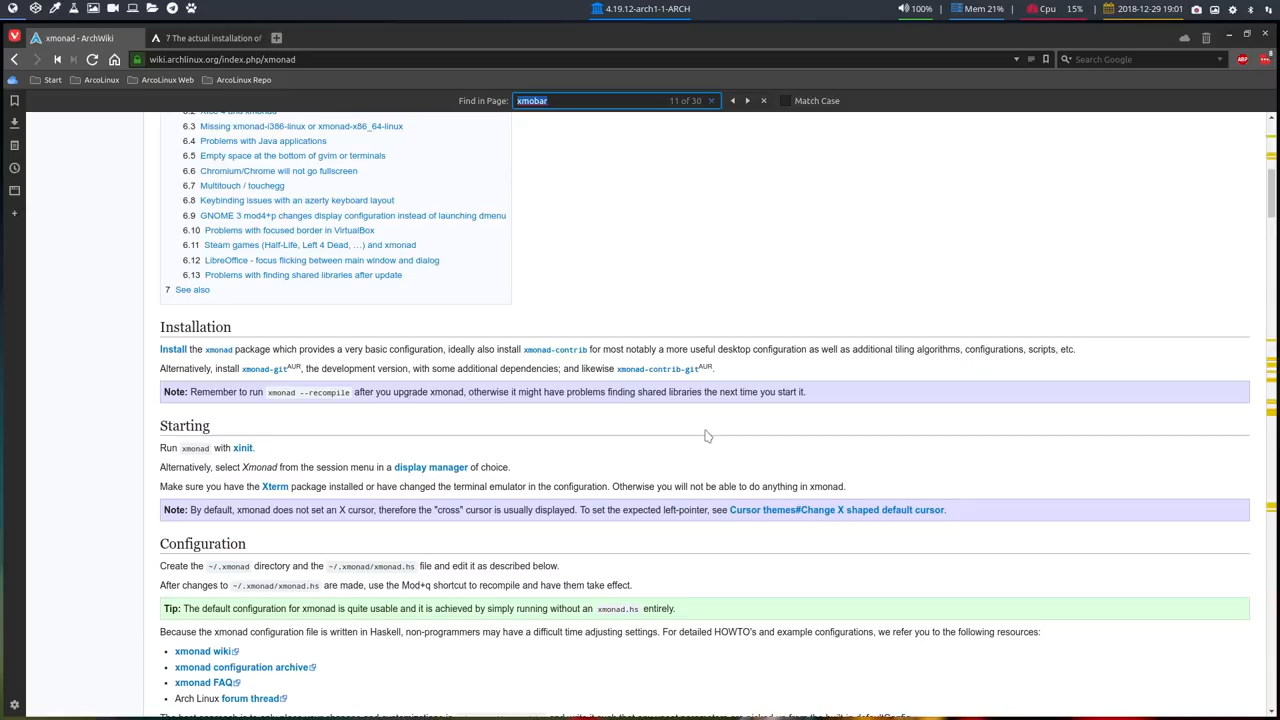 4.19.12-arch1-1-ARCH
100%
Mem 21%
Cpu 15%
2018-12-29 19:01
xmonad - ArchWiki
7 The actual installation of
wiki.archlinux.org/index.php/xmonad
Search Google
ABP
8
Start
ArcoLinux
ArcoLinux Web
ArcoLinux Repo
Find in Page:
xmobar
11 of 30
Match Case
6.3 Missing xmonad-i386-linux or xmonad-x86_64-linux
6.4 Problems with Java applications
6.5 Empty space at the bottom of gvim or terminals
6.6 Chromium/Chrome will not go fullscreen
6.7 Multitouch / touchegg
6.8 Keybinding issues with an azerty keyboard layout
6.9 GNOME 3 mod4+p changes display configuration instead of launching dmenu
6.10 Problems with focused border in VirtualBox
6.11 Steam games (Half-Life, Left 4 Dead, …) and xmonad
6.12 LibreOffice - focus flicking between main window and dialog
6.13 Problems with finding shared libraries after update
7 See also
Installation
Install the xmonad package which provides a very basic configuration, ideally also install xmonad-contrib for most notably a more useful desktop configuration as well as additional tiling algorithms, configurations, scripts, etc.
Alternatively, install xmonad-gitAUR, the development version, with some additional dependencies; and likewise xmonad-contrib-gitAUR.
Note: Remember to run xmonad --recompile after you upgrade xmonad, otherwise it might have problems finding shared libraries the next time you start it.
Starting
Run xmonad with xinit.
Alternatively, select Xmonad from the session menu in a display manager of choice.
Make sure you have the Xterm package installed or have changed the terminal emulator in the configuration. Otherwise you will not be able to do anything in xmonad.
Note: By default, xmonad does not set an X cursor, therefore the "cross" cursor is usually displayed. To set the expected left-pointer, see Cursor themes#Change X shaped default cursor.
Configuration
Create the ~/.xmonad directory and the ~/.xmonad/xmonad.hs file and edit it as described below.
After changes to ~/.xmonad/xmonad.hs are made, use the Mod+q shortcut to recompile and have them take effect.
Tip: The default configuration for xmonad is quite usable and it is achieved by simply running without an xmonad.hs entirely.
Because the xmonad configuration file is written in Haskell, non-programmers may have a difficult time adjusting settings. For detailed HOWTO's and example configurations, we refer you to the following resources:
xmonad wiki
xmonad configuration archive
xmonad FAQ
Arch Linux forum thread